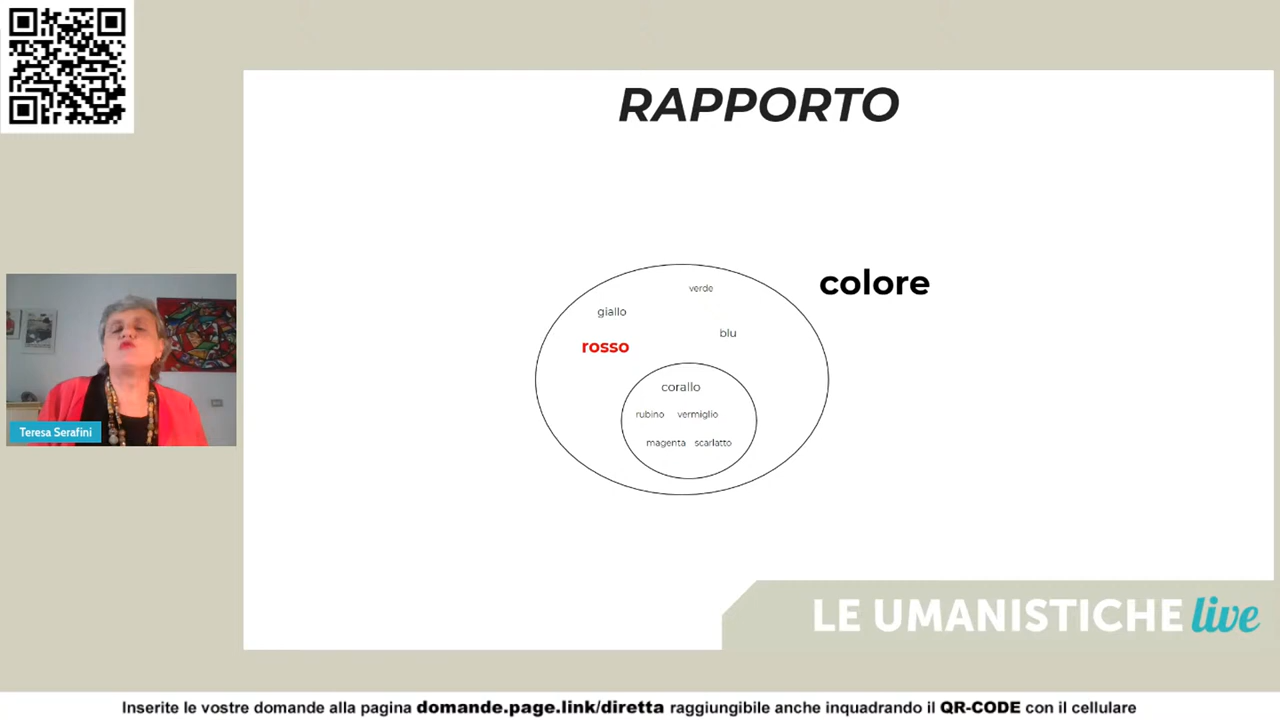 RAPPORTO
colore
verde
giallo
blu
rosso
corallo
rubino vermiglio
magenta scarlatto
Teresa Serafini
LE UMANISTICHE live
Inserite le vostre domande alla pagina domande.page.link/diretta raggiungibile anche inquadrando il QR-CODE con il cellulare